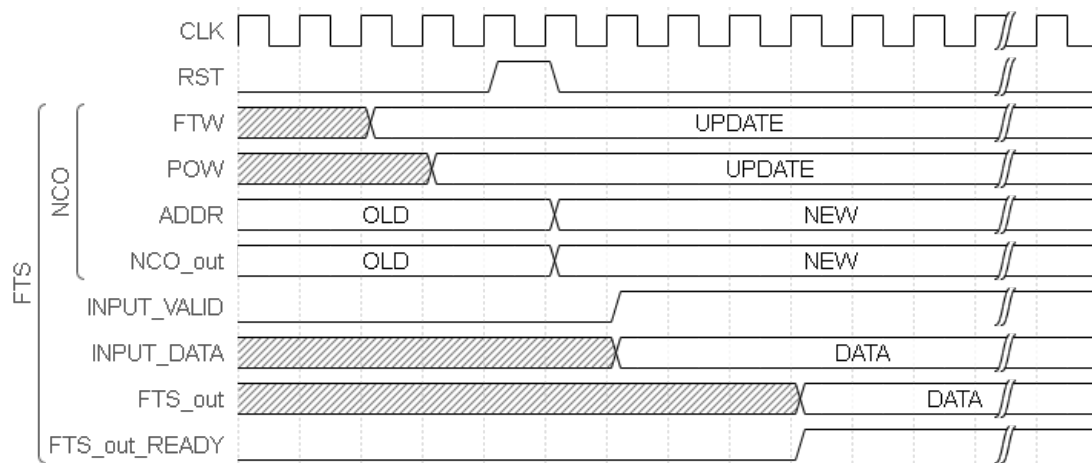 CLK
RST
FTW UPDATE
POW UPDATE
ADDR OLD NEW
NCO_out OLD NEW
NCO
INPUT_VALID
INPUT_DATA DATA
FTS_out DATA
FTS_out_READY
FTS